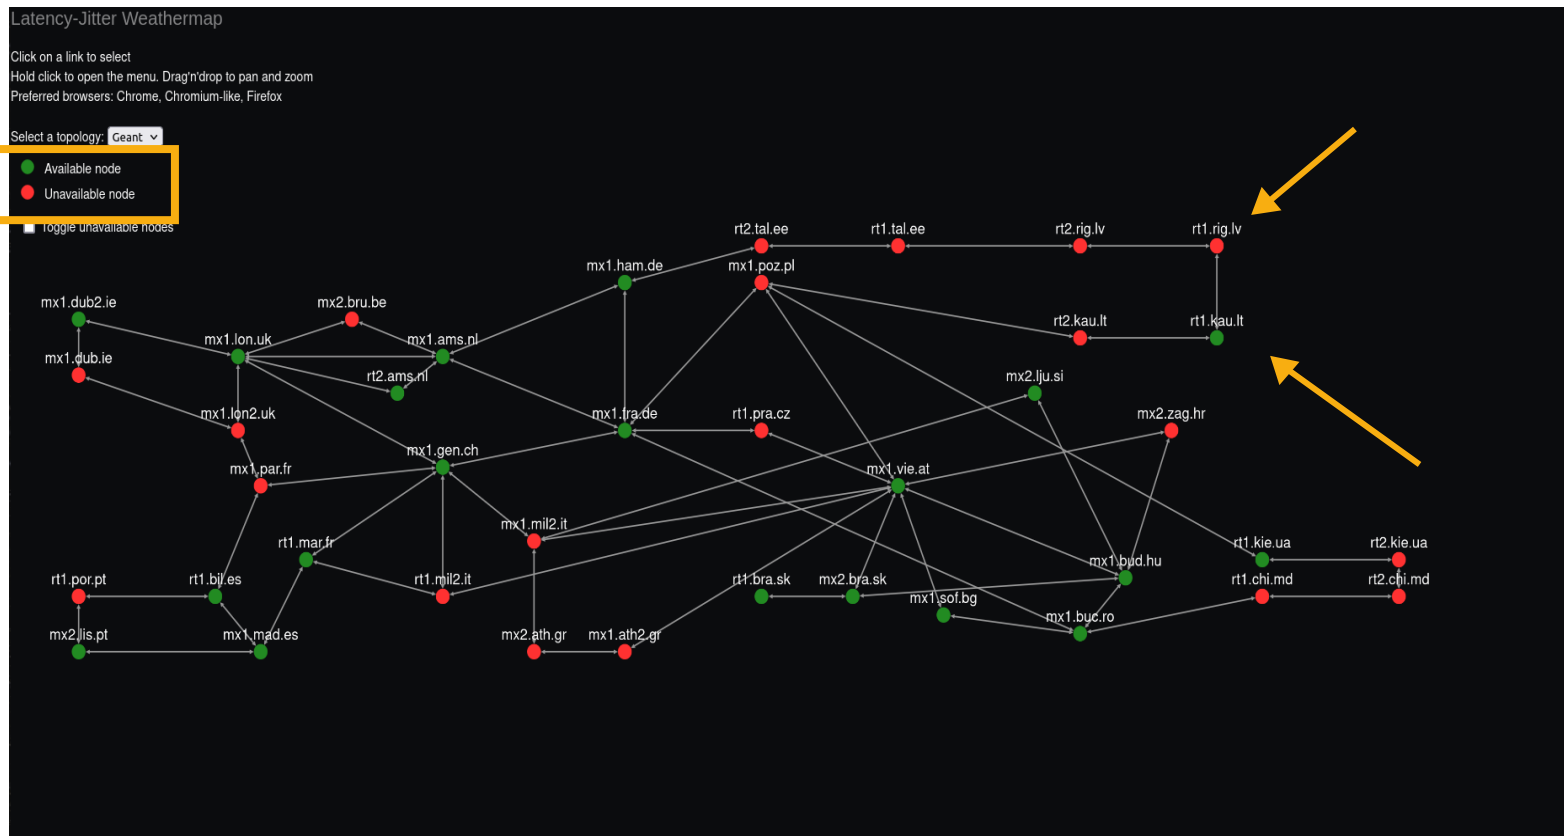 Latency-Jitter Weathermap
Click on a link to select
Hold click to open the menu. Drag'n'drop to pan and zoom
Preferred browsers: Chrome, Chromium-like, Firefox
Select a topology: Geant
Available node
Unavailable node
Toggle unavailable nodes
rt2.tal.ee
rt1.tal.ee
rt2.rig.lv
rt1.rig.lv
mx1.ham.de
mx1.poz.pl
mx1.dub2.ie
mx2.bru.be
rt2.kau.lt
rt1.kau.lt
mx1.lon.uk
mx1.ams.nl
mx1.dub.ie
rt2.ams.nl
mx2.lju.si
mx1.lon2.uk
mx1.fra.de
rt1.pra.cz
mx2.zag.hr
mx1.gen.ch
mx1.par.fr
mx1.vie.at
mx1.mil2.it
rt1.mar.fr
rt1.kie.ua
rt2.kie.ua
mx1.bud.hu
rt1.por.pt
rt1.bil.es
rt1.mil2.it
rt1.bra.sk
mx2.bra.sk
rt1.chi.md
rt2.chi.md
mx1.sof.bg
mx1.buc.ro
mx2.lis.pt
mx1.mad.es
mx2.ath.gr
mx1.ath2.gr